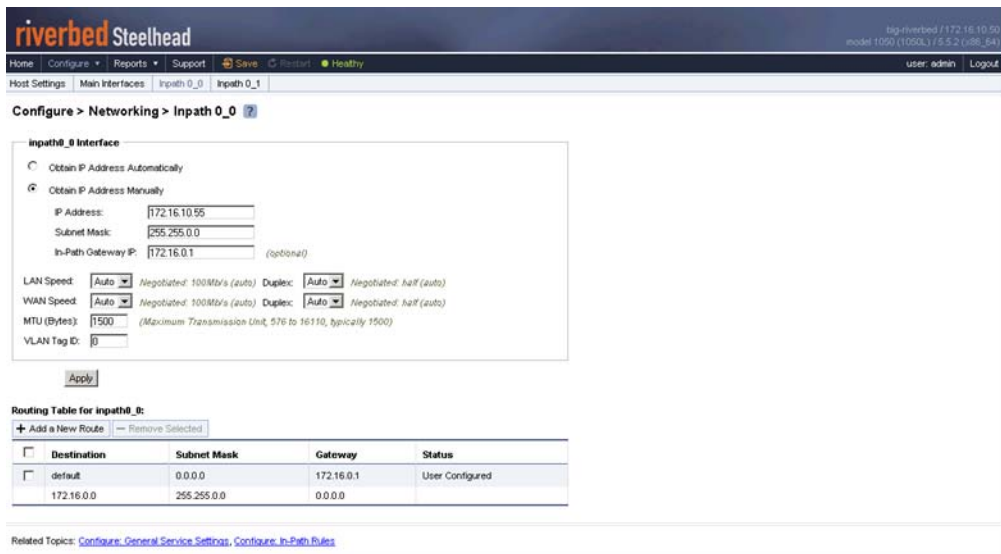 riverbed Steelhead
big-riverbed / 172.16.10.50
model 1050 (1050L) / 5.5.2 (x86_64)
Home Configure Reports Support Save Restart Healthy user: admin Logout
Host Settings Main Interfaces Inpath 0_0 Inpath 0_1
Configure > Networking > Inpath 0_0 ?
inpath0_0 Interface
Obtain IP Address Automatically
Obtain IP Address Manually
IP Address: 172.16.10.55
Subnet Mask: 255.255.0.0
In-Path Gateway IP: 172.16.0.1 (optional)
LAN Speed: Auto Negotiated: 100Mb/s (auto) Duplex: Auto Negotiated: half (auto)
WAN Speed: Auto Negotiated: 100Mb/s (auto) Duplex: Auto Negotiated: half (auto)
MTU (Bytes): 1500 (Maximum Transmission Unit, 576 to 16110, typically 1500)
VLAN Tag ID: 0
Apply
Routing Table for inpath0_0:
+ Add a New Route — Remove Selected
Destination Subnet Mask Gateway Status
default 0.0.0.0 172.16.0.1 User Configured
172.16.0.0 255.255.0.0 0.0.0.0
Related Topics: Configure: General Service Settings, Configure: In-Path Rules